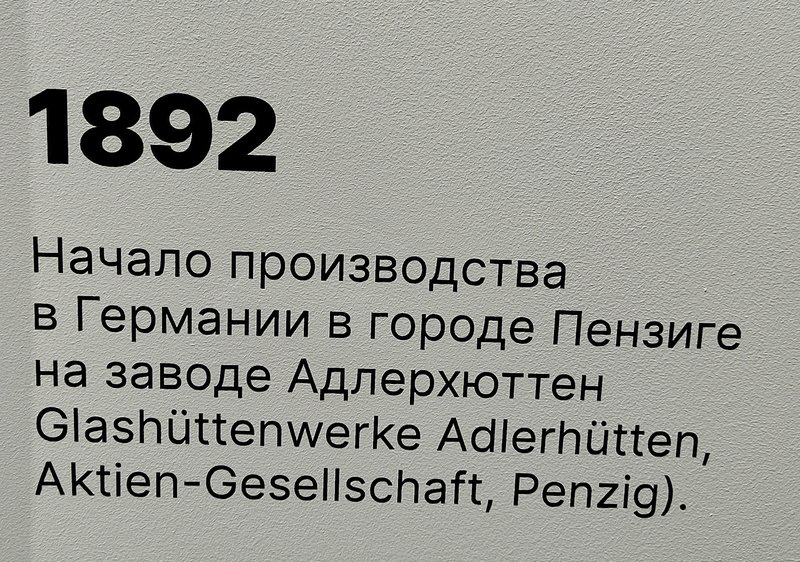 1892
Начало производства
в Германии в городе Пензиге
на заводе Адлерхюттен
Glashüttenwerke Adlerhütten,
Aktien-Gesellschaft, Penzig).